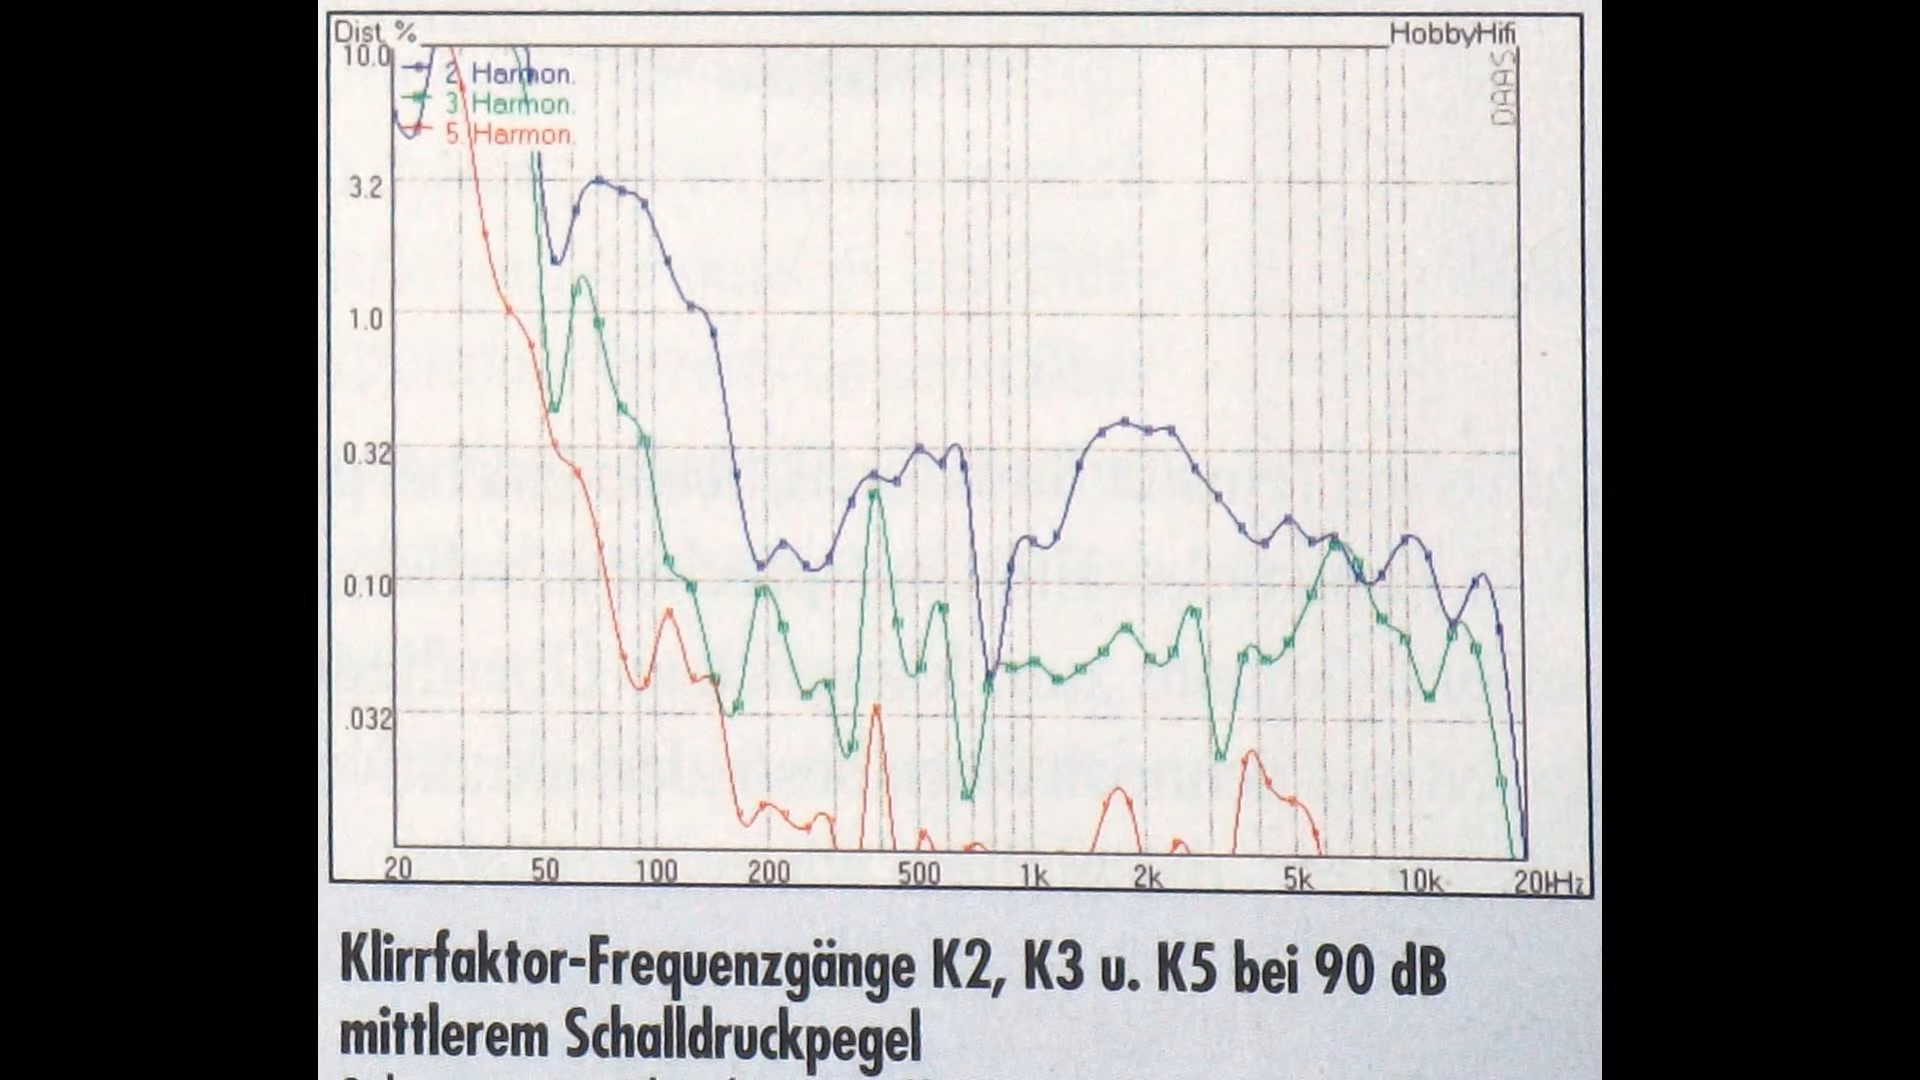 Dist. %
HobbyHifi
DAAS
10.0
2. Harmon.
3. Harmon.
5. Harmon.
3.2
1.0
0.32
0.10
.032
20 50 100 200 500 1k 2k 5k 10k 20kHz
Klirrfaktor-Frequenzgänge K2, K3 u. K5 bei 90 dB
mittlerem Schalldruckpegel